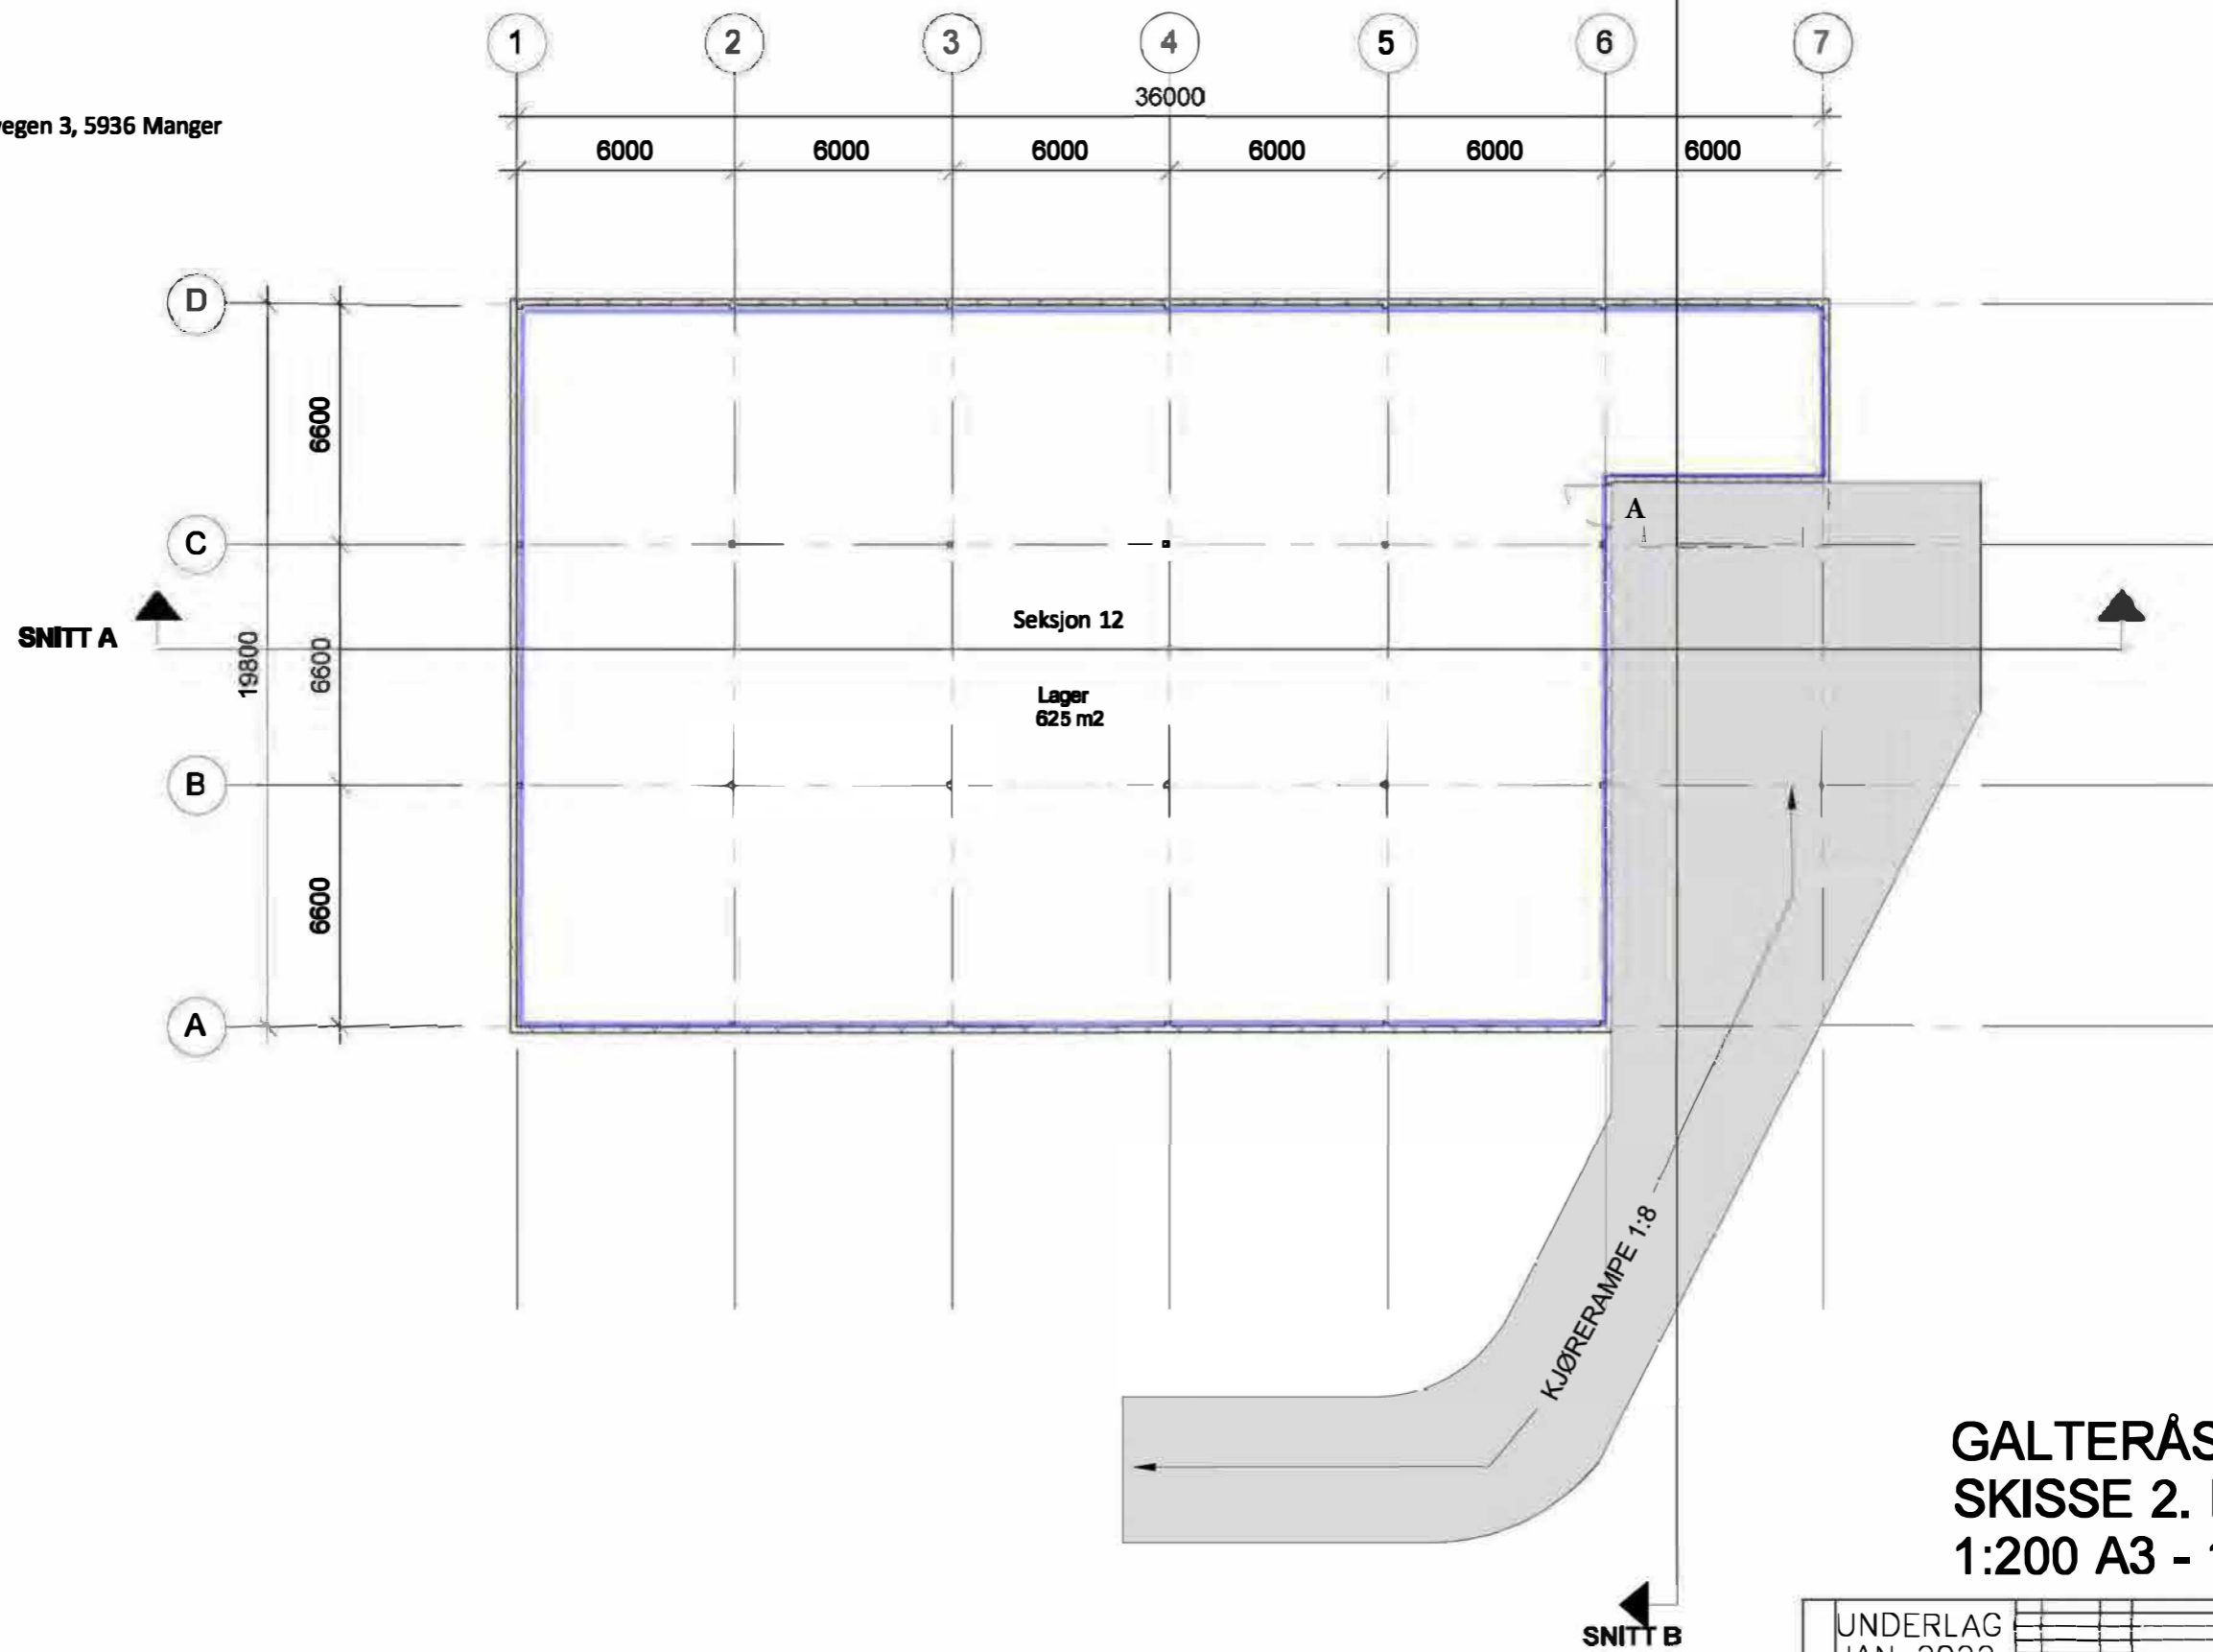 1 2 3 4 5 6 7
36000
egen 3, 5936 Manger
6000 6000 6000 6000 6000 6000
D
6600
C
A
SNITT A
Seksjon 12
19800
6600
Lager
625 m2
B
6600
A
KJØRERAMPE 1:8
GALTERÅS
SKISSE 2.
1:200 A3 -
SNITT B
UNDERLAG